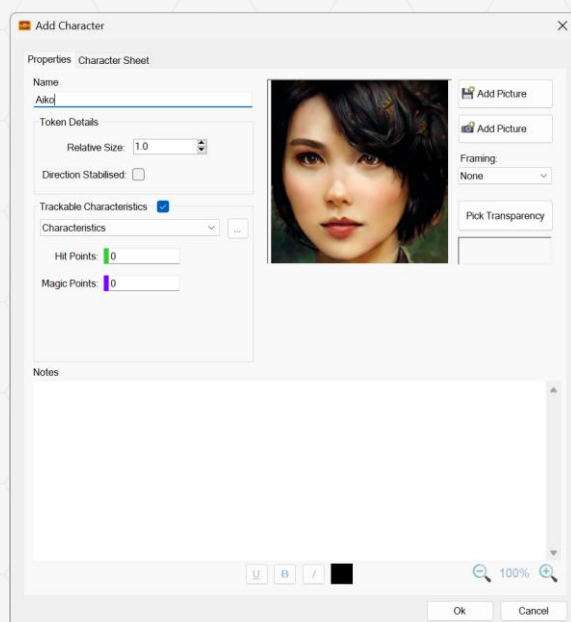 Add Character
Properties Character Sheet
Name
Aiko
Add Picture
Token Details
Relative Size: 1.0
Add Picture
Direction Stabilised:
Framing:
None
Trackable Characteristics
Pick Transparency
Characteristics ...
Hit Points: 0
Magic Points: 0
Notes
U B I
100%
Ok Cancel